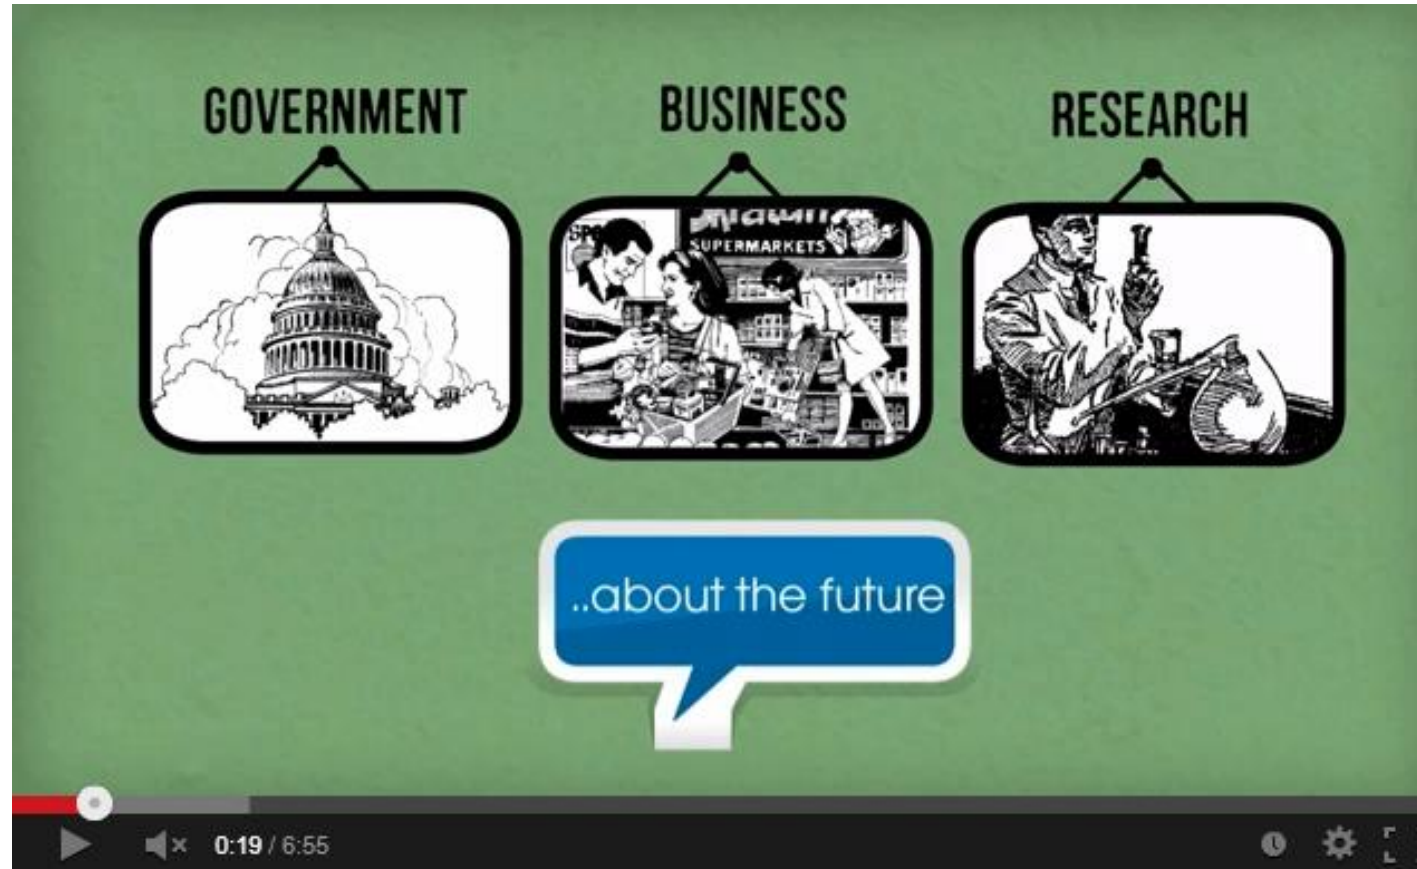 GOVERNMENT
BUSINESS
RESEARCH
SUPERMARKETS
..about the future
0:19 / 6:55